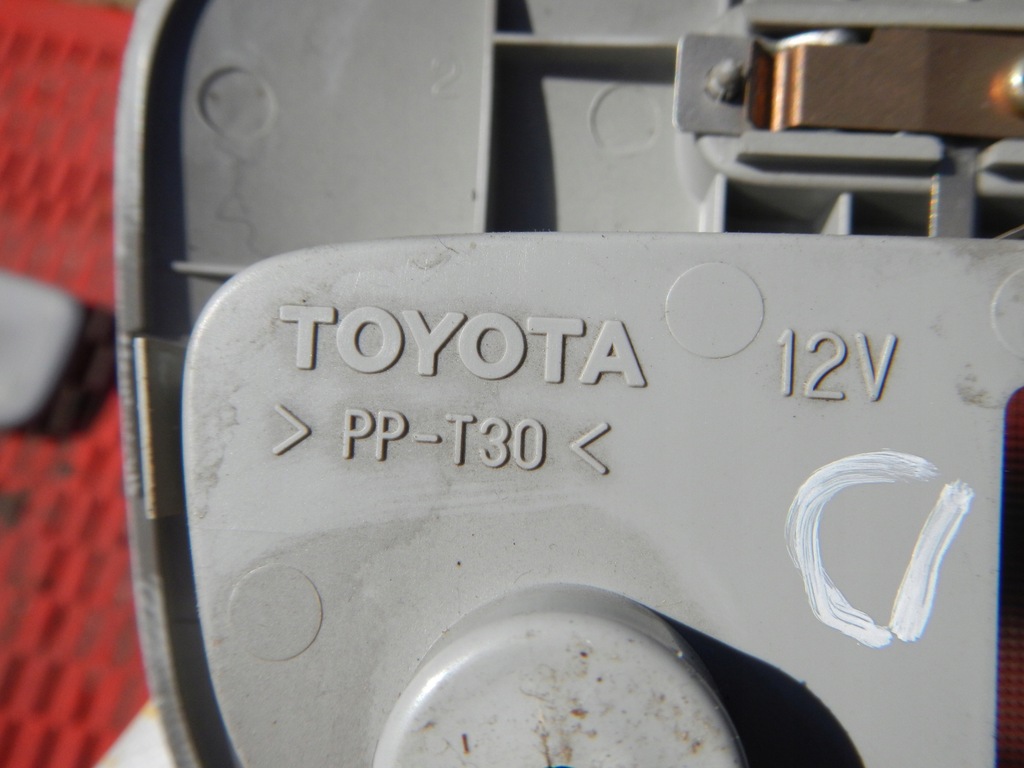 TOYOTA 12V
> PP-T30 <